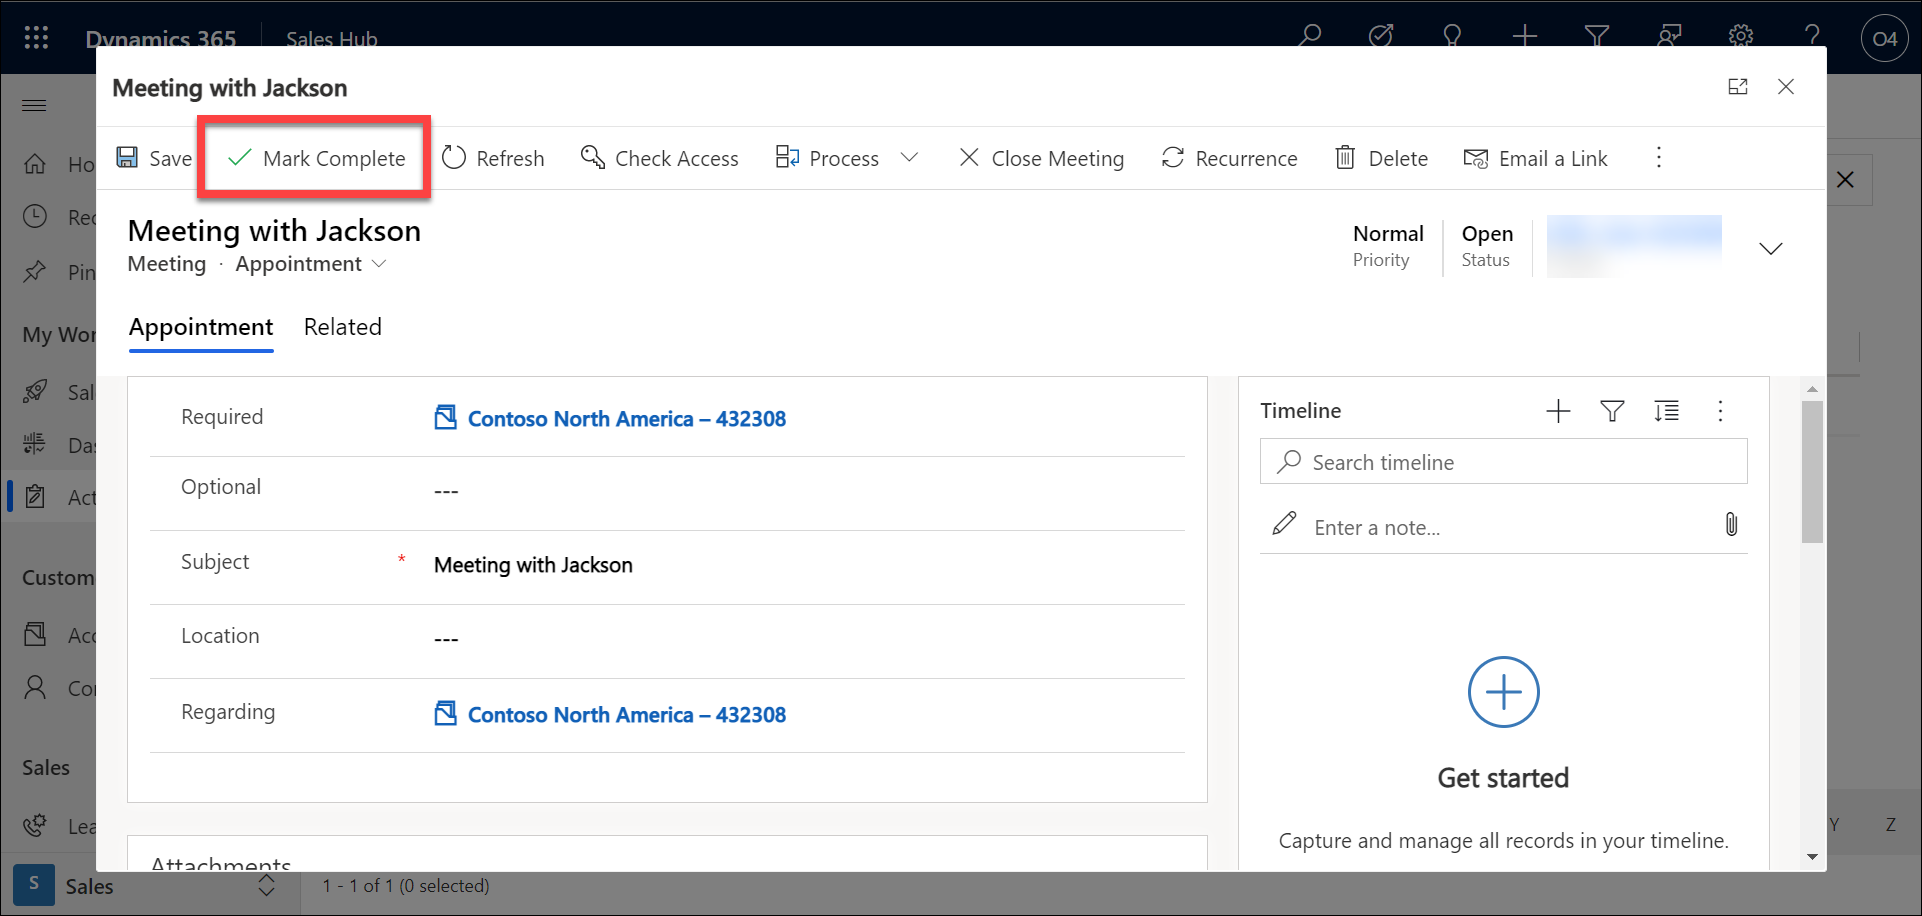 Dynamics 365
Sales Hub
O4
Meeting with Jackson
Save
Mark Complete
Refresh
Check Access
Process
Close Meeting
Recurrence
Delete
Email a Link
Meeting with Jackson
Meeting · Appointment
Normal
Priority
Open
Status
Appointment
Related
Required
Contoso North America – 432308
Optional
---
Subject *
Meeting with Jackson
Location
---
Regarding
Contoso North America – 432308
Attachments
Timeline
Search timeline
Enter a note...
Get started
Capture and manage all records in your timeline.
Ho
Rec
Pin
My Wor
Sal
Das
Act
Custom
Acc
Con
Sales
Lea
S
Sales
1 - 1 of 1 (0 selected)
Y
Z